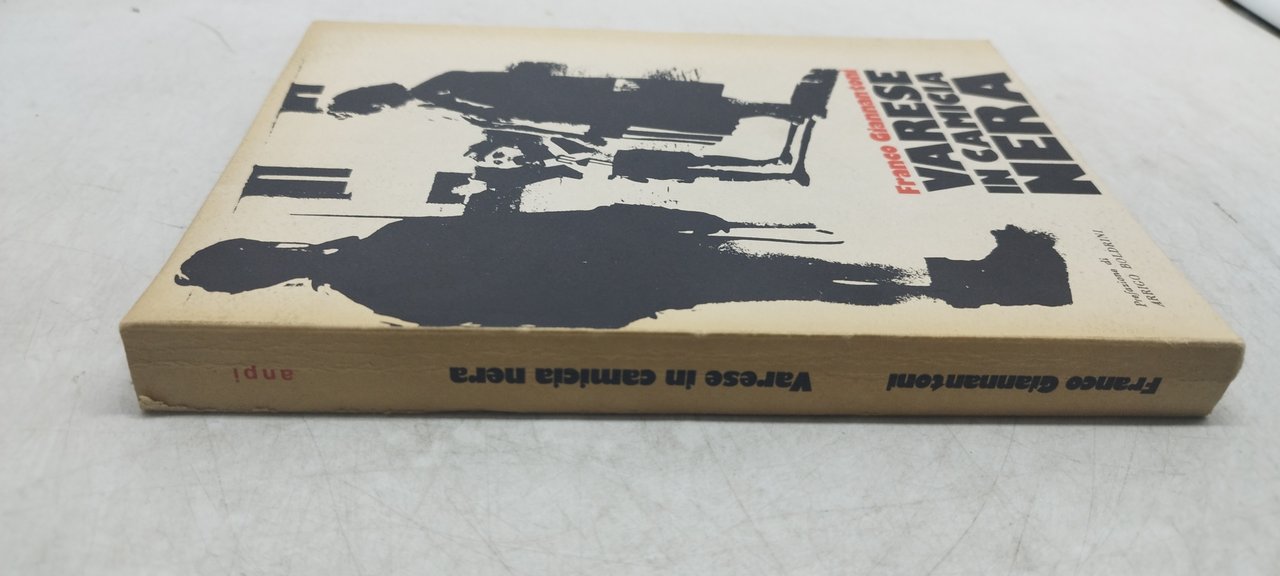 Franco Giannantoni
VARESE
IN CAMICIA
NERA
Prefazione di
ARRIGO BOLDRINI
Franco Giannantoni
Varese in camicia nera
anpi